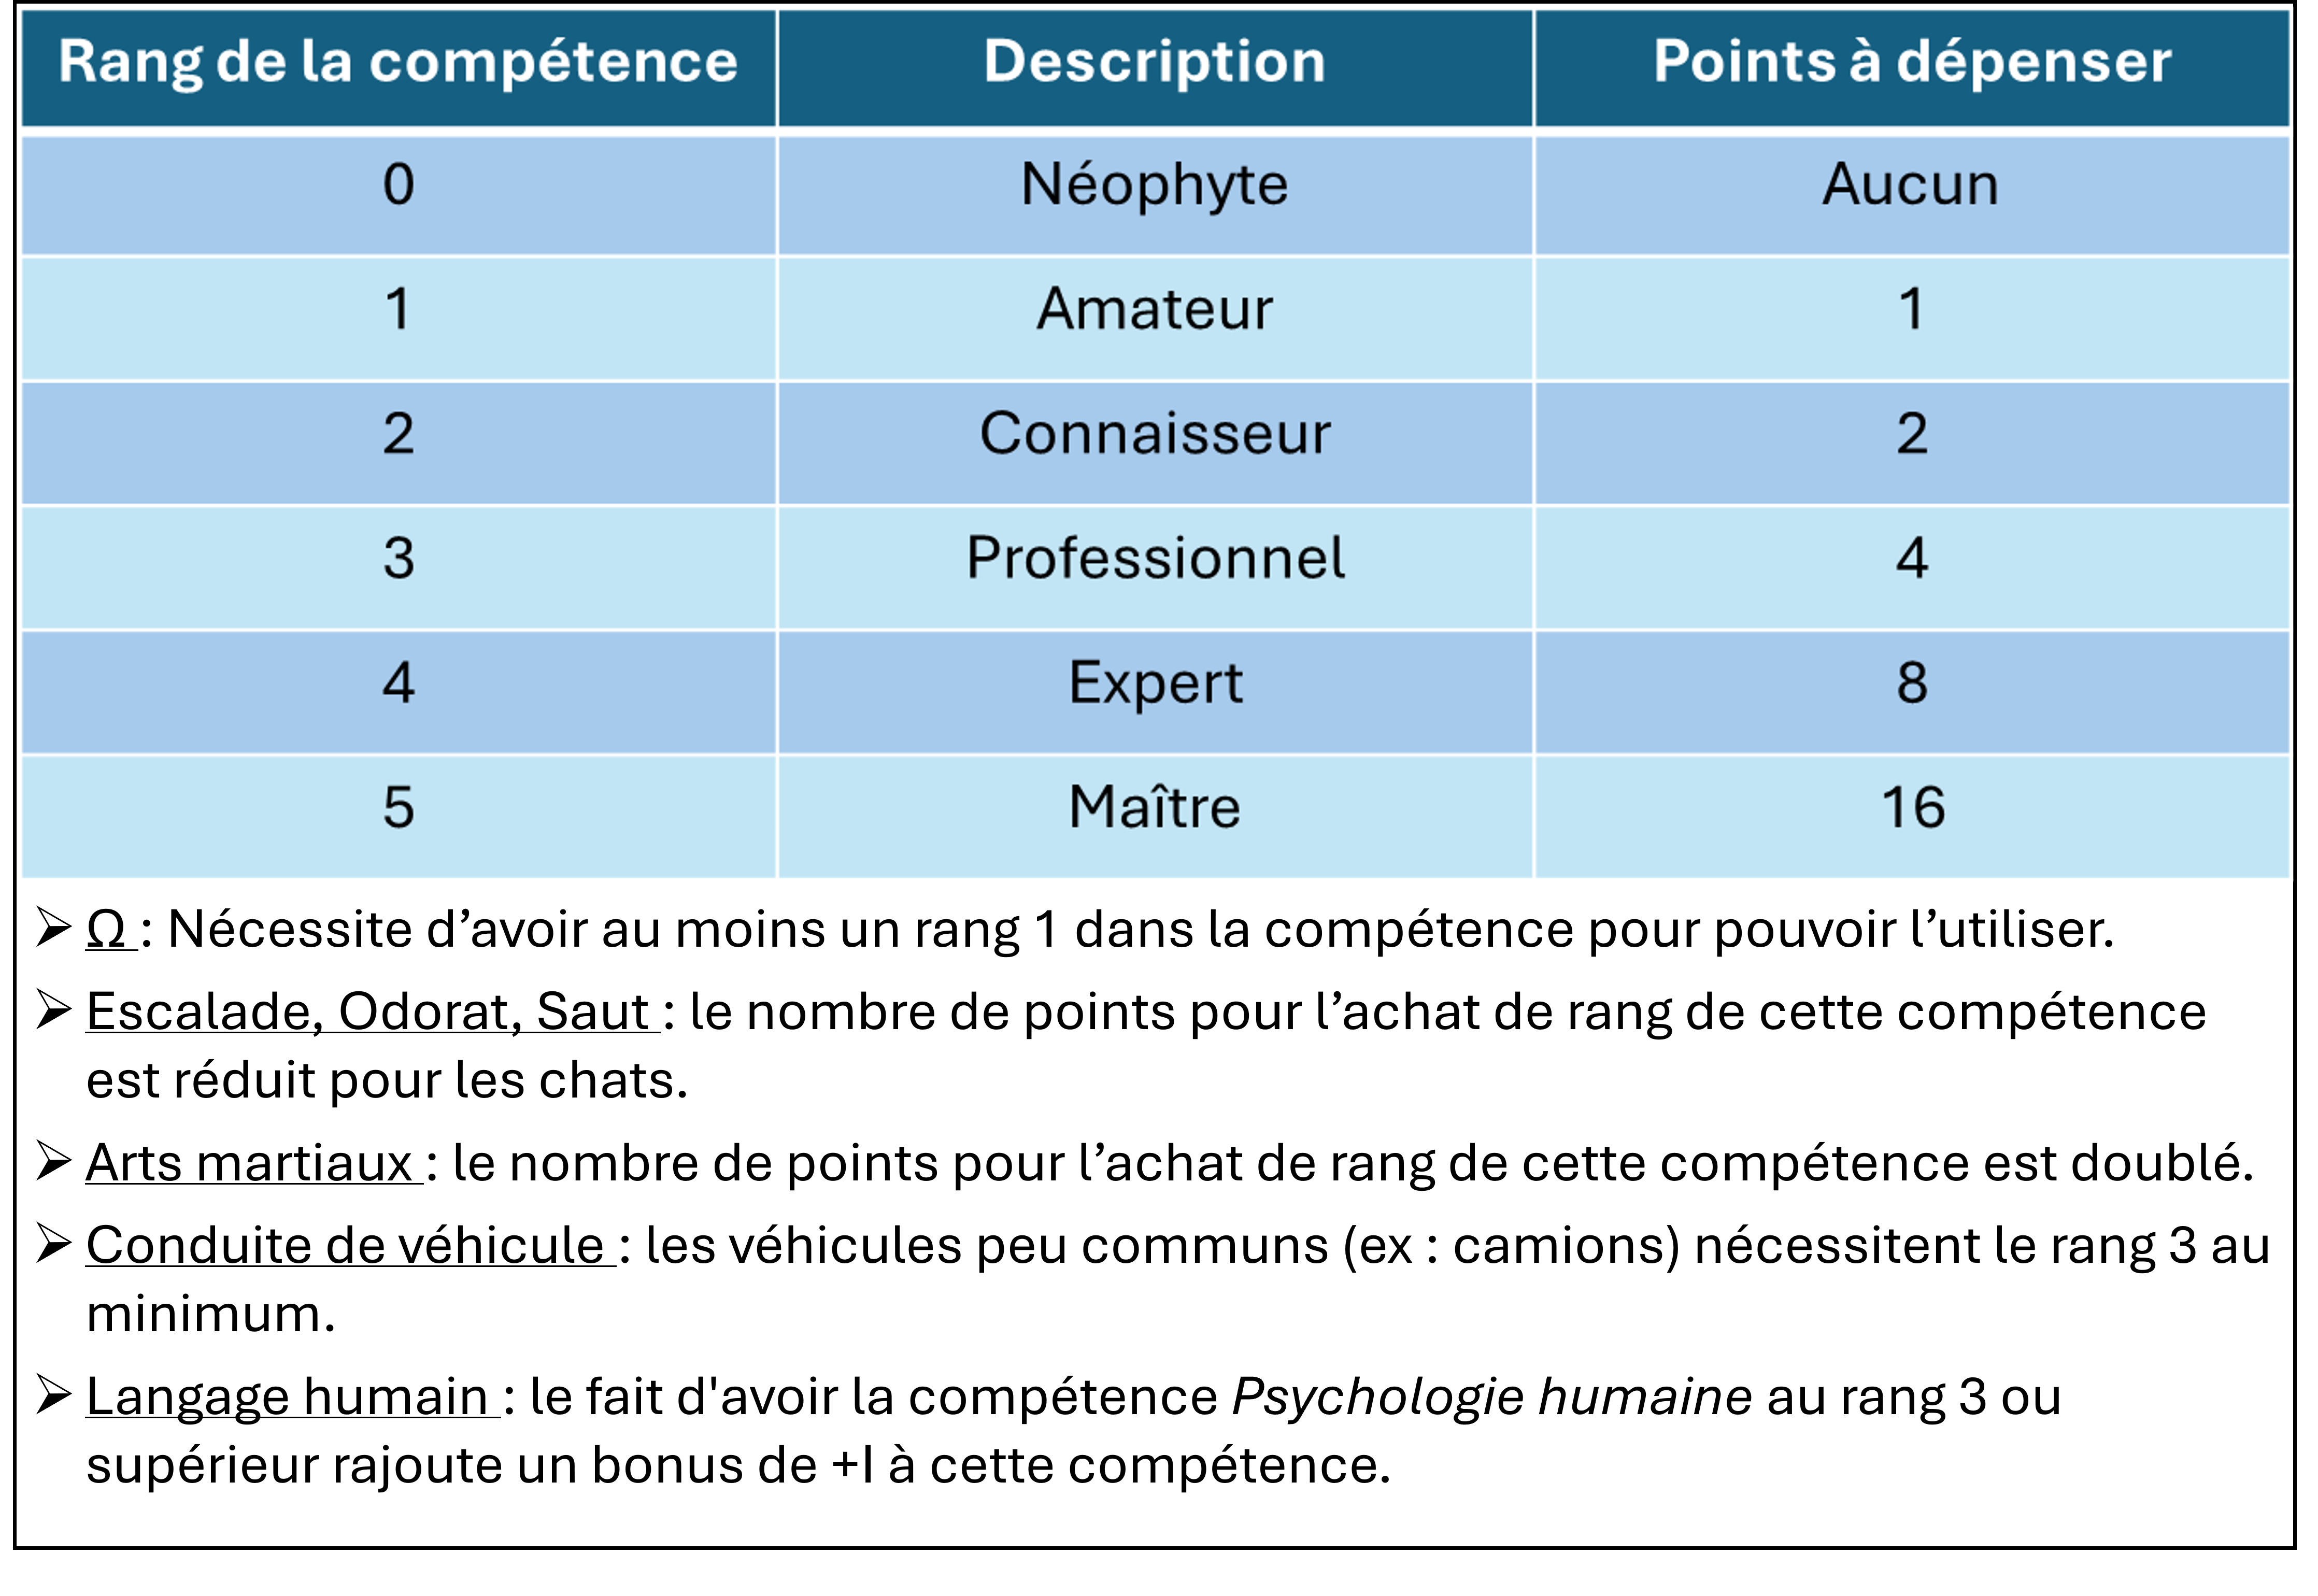 Rang de la compétence Description Points à dépenser
0 Néophyte Aucun
1 Amateur 1
2 Connaisseur 2
3 Professionnel 4
4 Expert 8
5 Maître 16
➢ Ω : Nécessite d’avoir au moins un rang 1 dans la compétence pour pouvoir l’utiliser.
➢ Escalade, Odorat, Saut : le nombre de points pour l’achat de rang de cette compétence
est réduit pour les chats.
➢ Arts martiaux : le nombre de points pour l’achat de rang de cette compétence est doublé.
➢ Conduite de véhicule : les véhicules peu communs (ex : camions) nécessitent le rang 3 au
minimum.
➢ Langage humain : le fait d'avoir la compétence Psychologie humaine au rang 3 ou
supérieur rajoute un bonus de +I à cette compétence.